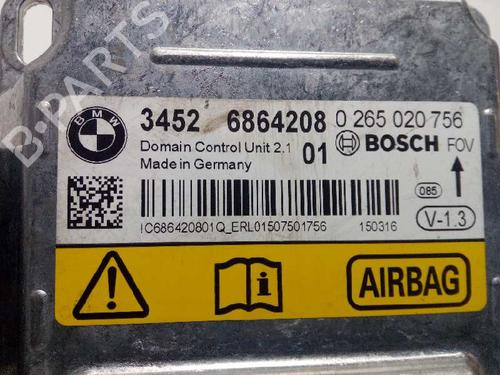 BMW
3452 6864208 0 265 020 756
Domain Control Unit 2.1 01 BOSCH FOV
Made in Germany
085
IC686420801Q_ERL01507501756 150316
V-1.3
i
AIRBAG
B-PARTS